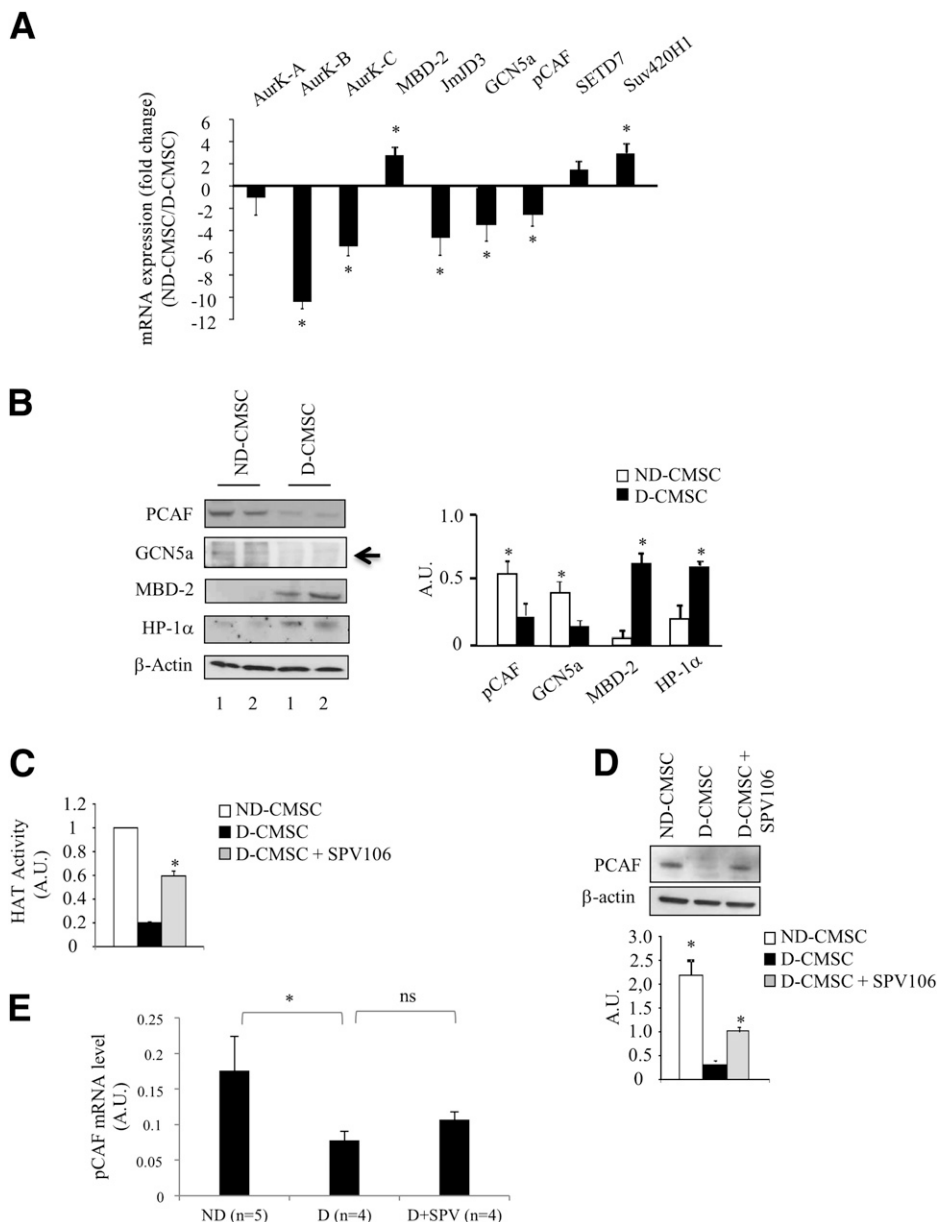 A
AurK-A
AurK-B
AurK-C
MBD-2
JmJD3
GCN5a
pCAF
SETD7
Suv420H1
mRNA expression (fold change)
(ND-CMSC/D-CMSC)
6
4
2
0
-2
-4
-6
-8
-10
-12
*
*
*
*
*
*
*
B
ND-CMSC
D-CMSC
PCAF
GCN5a
MBD-2
HP-1α
β-Actin
1 2 1 2
ND-CMSC
D-CMSC
A.U.
1
0.5
0
*
*
*
*
pCAF
GCN5a
MBD-2
HP-1α
C
HAT Activity
(A.U.)
1.2
1
0.8
0.6
0.4
0.2
0
*
ND-CMSC
D-CMSC
D-CMSC + SPV106
D
ND-CMSC
D-CMSC
D-CMSC +
SPV106
PCAF
β-actin
A.U.
3.0
2.5
2,0
1.5
1.0
0.5
0
*
*
ND-CMSC
D-CMSC
D-CMSC + SPV106
E
pCAF mRNA level
(A.U.)
0.25
0.2
0.15
0.1
0.05
0
*
ns
ND (n=5)
D (n=4)
D+SPV (n=4)